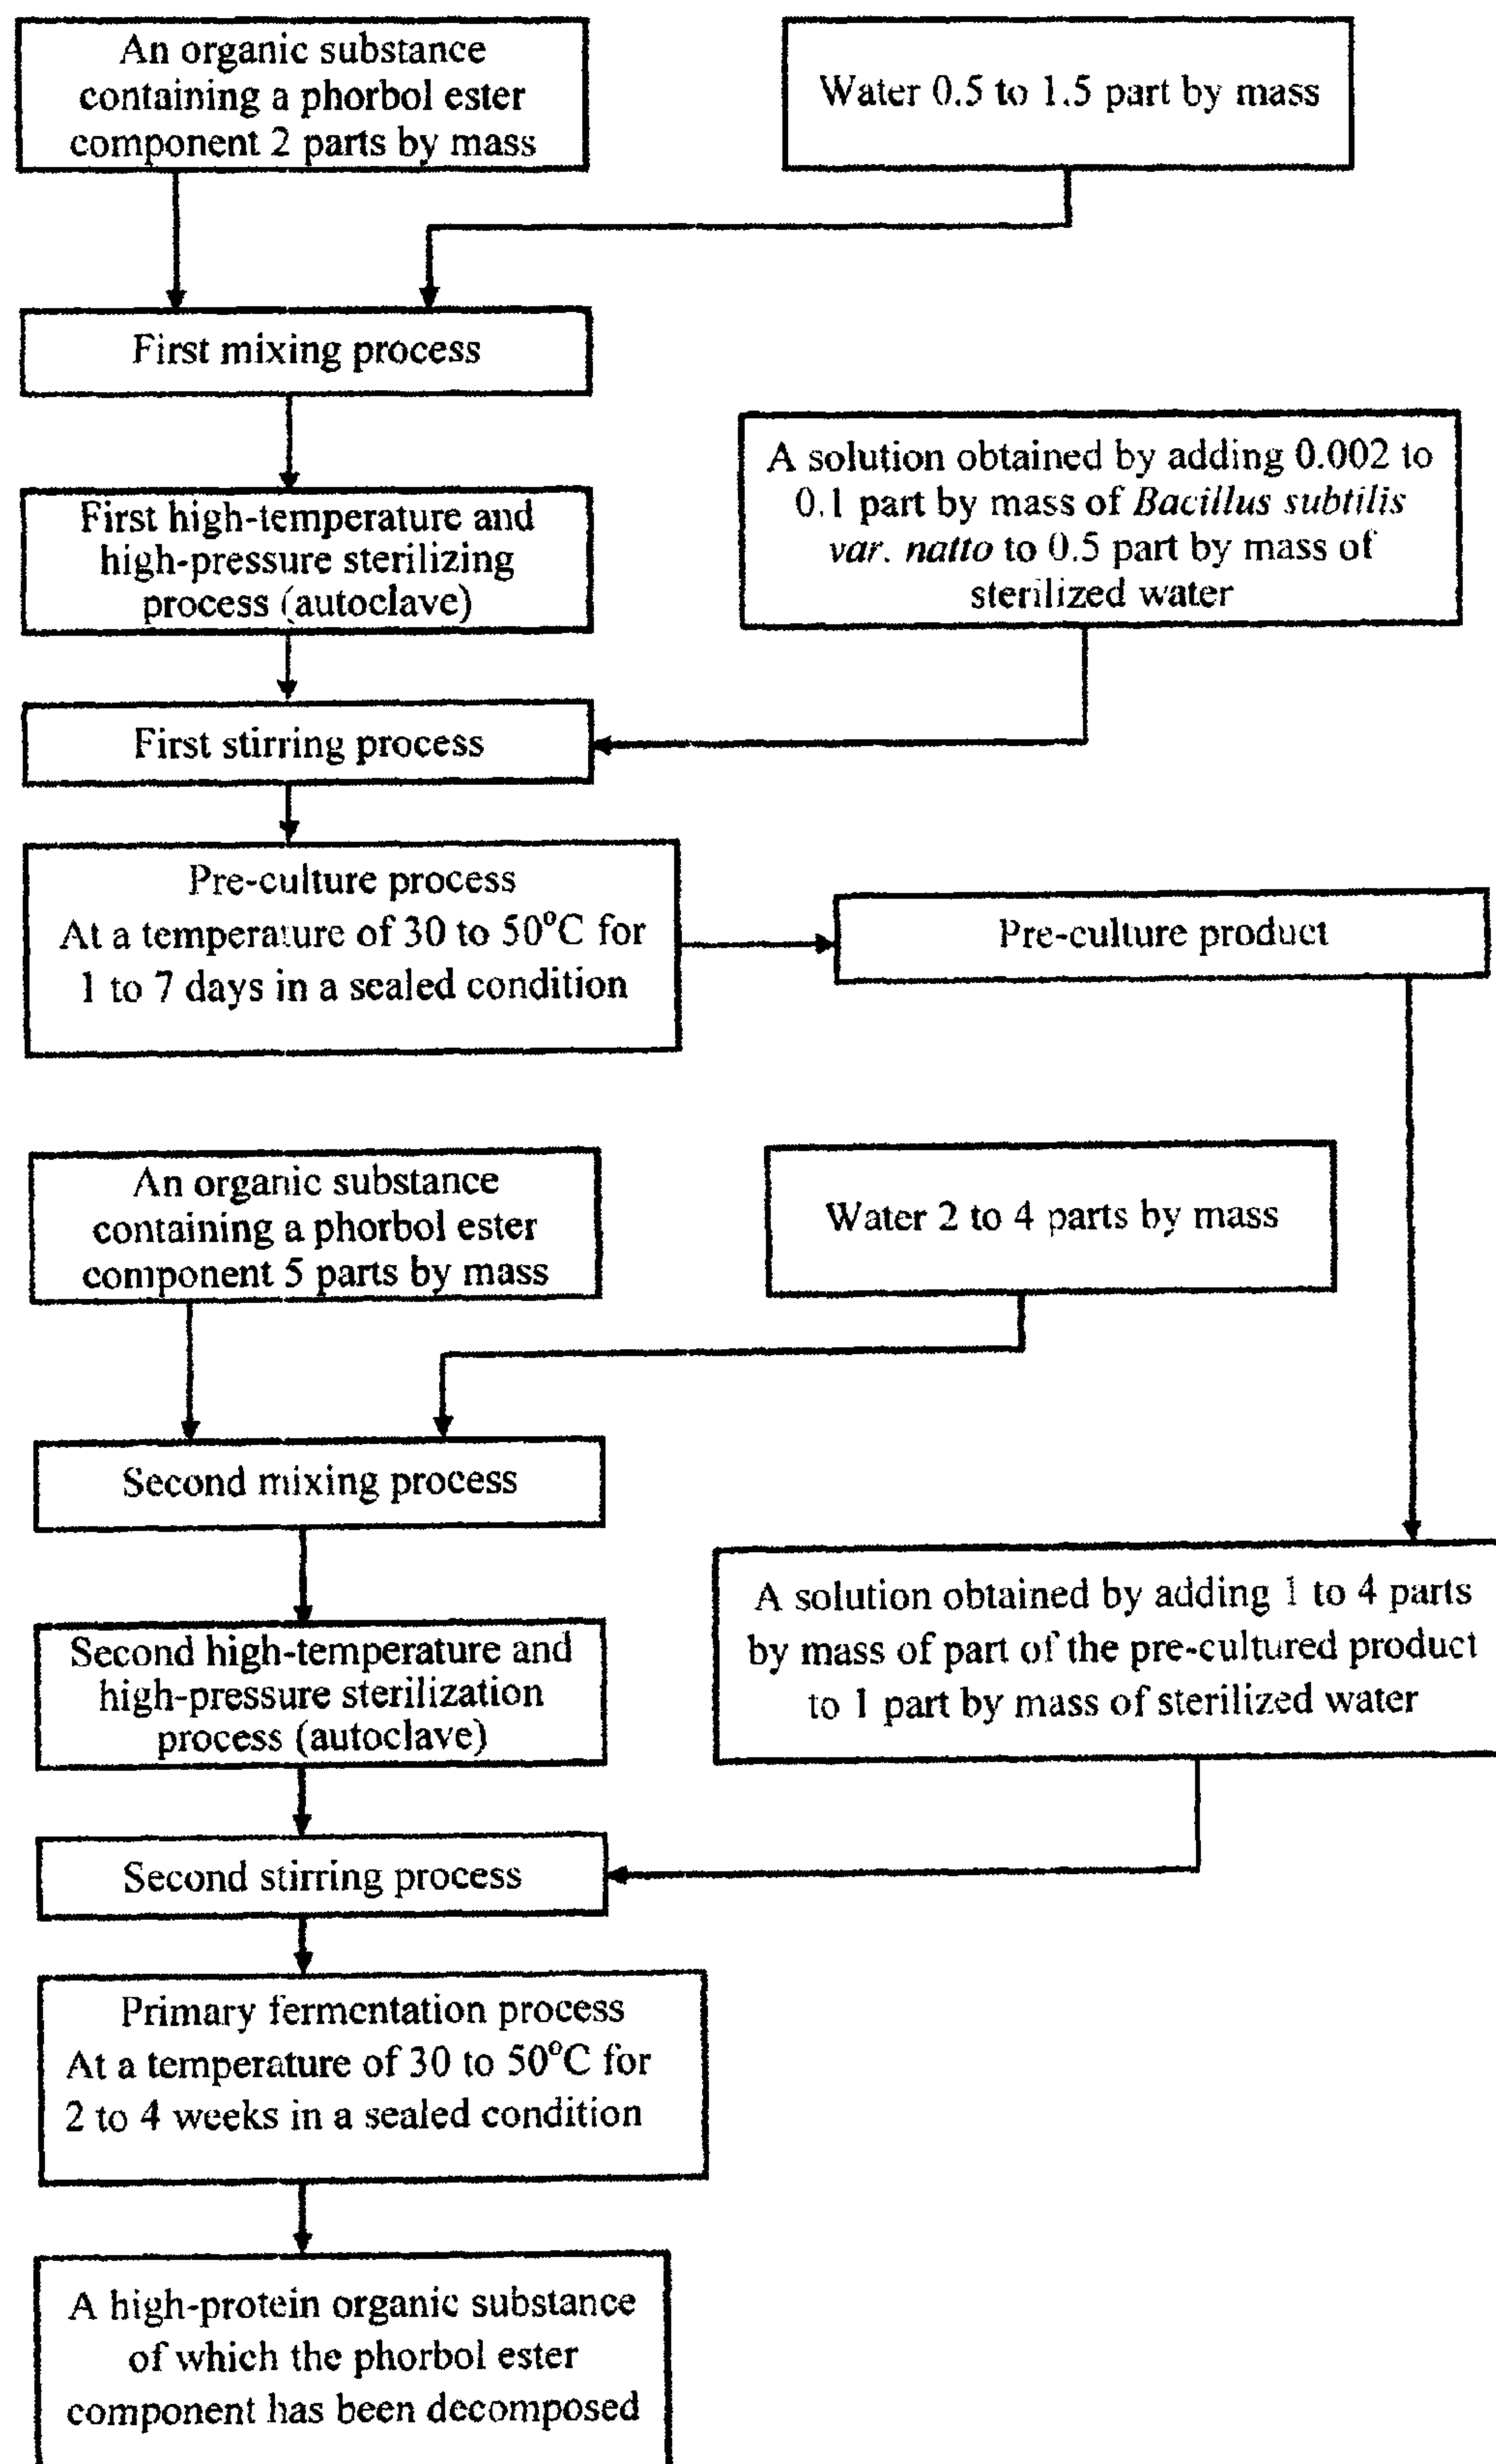 An organic substance
containing a phorbol ester
component 2 parts by mass
Water 0.5 to 1.5 part by mass
First mixing process
First high-temperature and
high-pressure sterilizing
process (autoclave)
A solution obtained by adding 0.002 to
0.1 part by mass of Bacillus subtilis
var. natto to 0.5 part by mass of
sterilized water
First stirring process
Pre-culture process
At a temperature of 30 to 50°C for
1 to 7 days in a sealed condition
Pre-culture product
An organic substance
containing a phorbol ester
component 5 parts by mass
Water 2 to 4 parts by mass
Second mixing process
Second high-temperature and
high-pressure sterilization
process (autoclave)
A solution obtained by adding 1 to 4 parts
by mass of part of the pre-cultured product
to 1 part by mass of sterilized water
Second stirring process
Primary fermentation process
At a temperature of 30 to 50°C for
2 to 4 weeks in a sealed condition
A high-protein organic substance
of which the phorbol ester
component has been decomposed